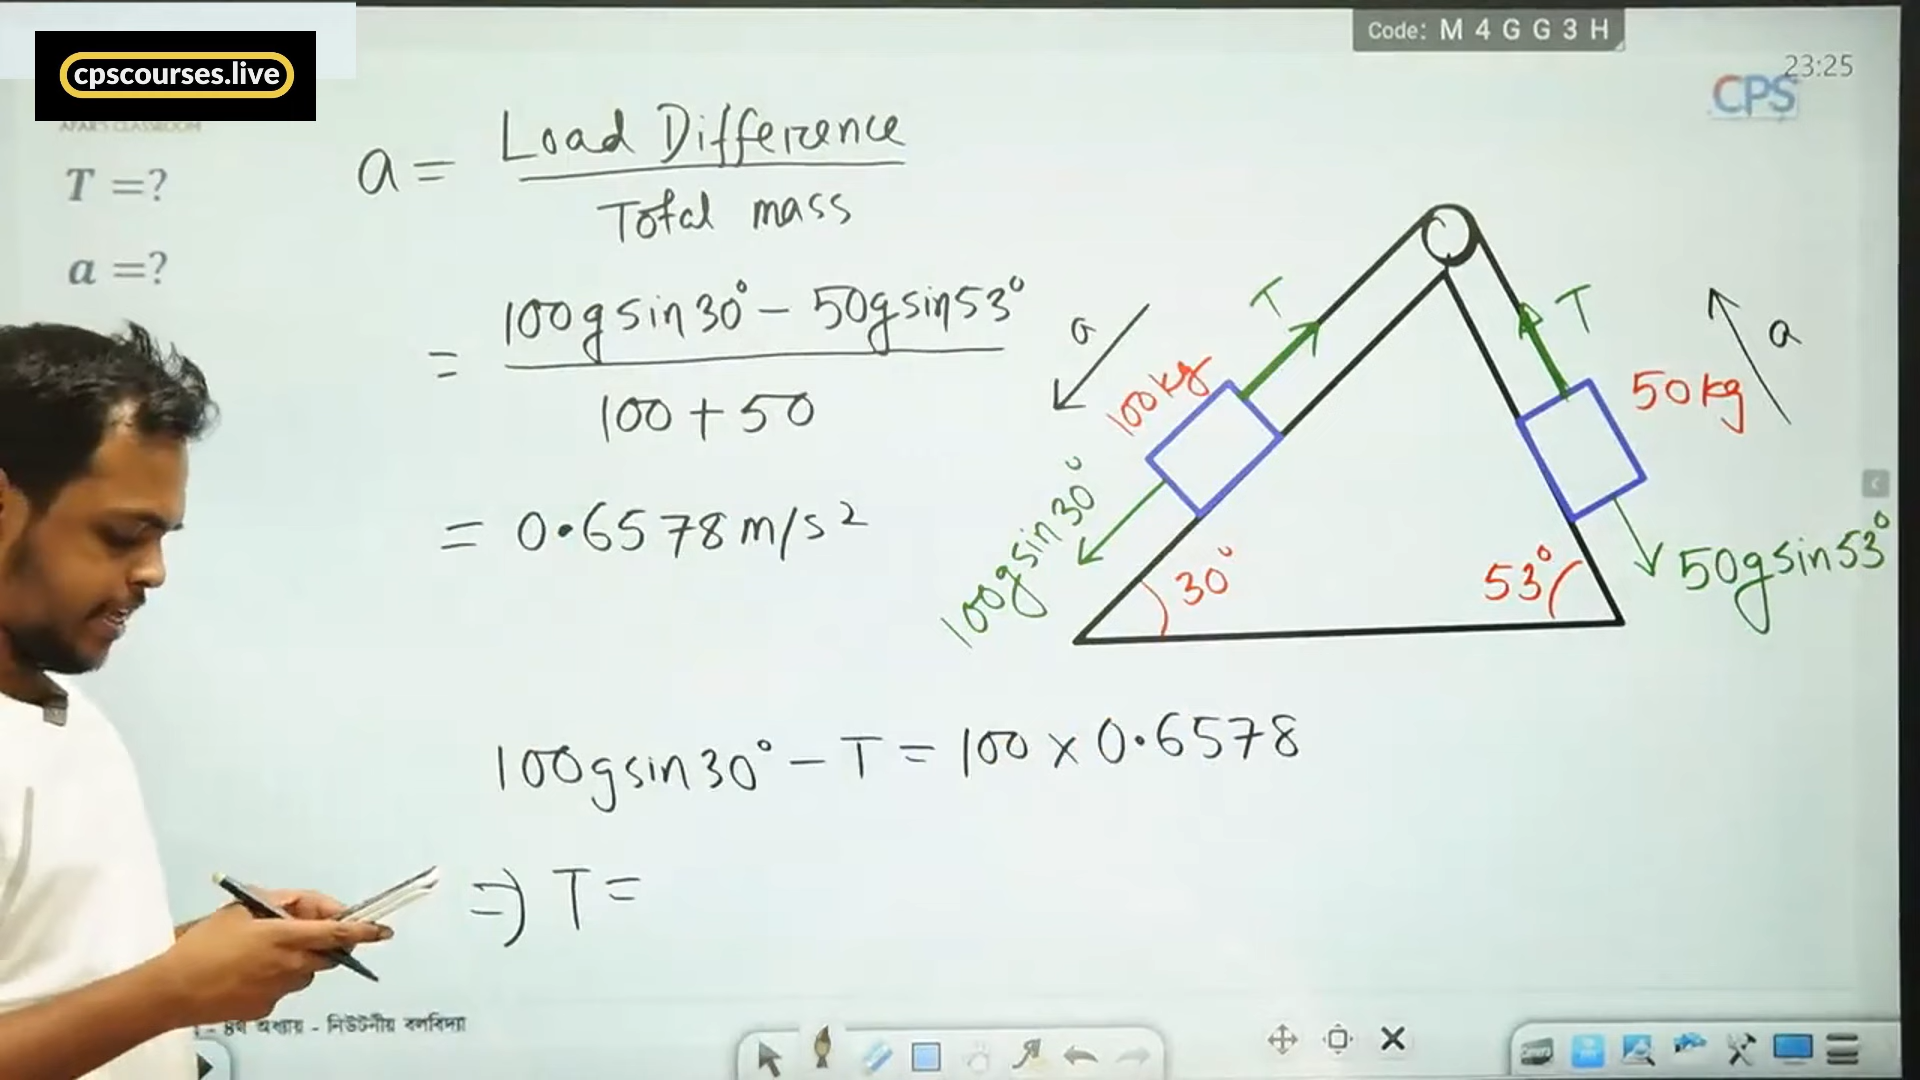 cpscourses.live
Code: M 4 G G 3 H
23:25
CPS
T =?
a =?
a = Load Difference
Total mass
= 100g sin 30° - 50g sin 53°
100 + 50
= 0.6578 m/s²
a
T
100kg
100g sin 30°
30°
T
a
50kg
53°
50g sin 53°
100g sin 30° - T = 100 × 0.6578
⇒ T =
৪র্থ অধ্যায় - নিউটনীয় বলবিদ্যা